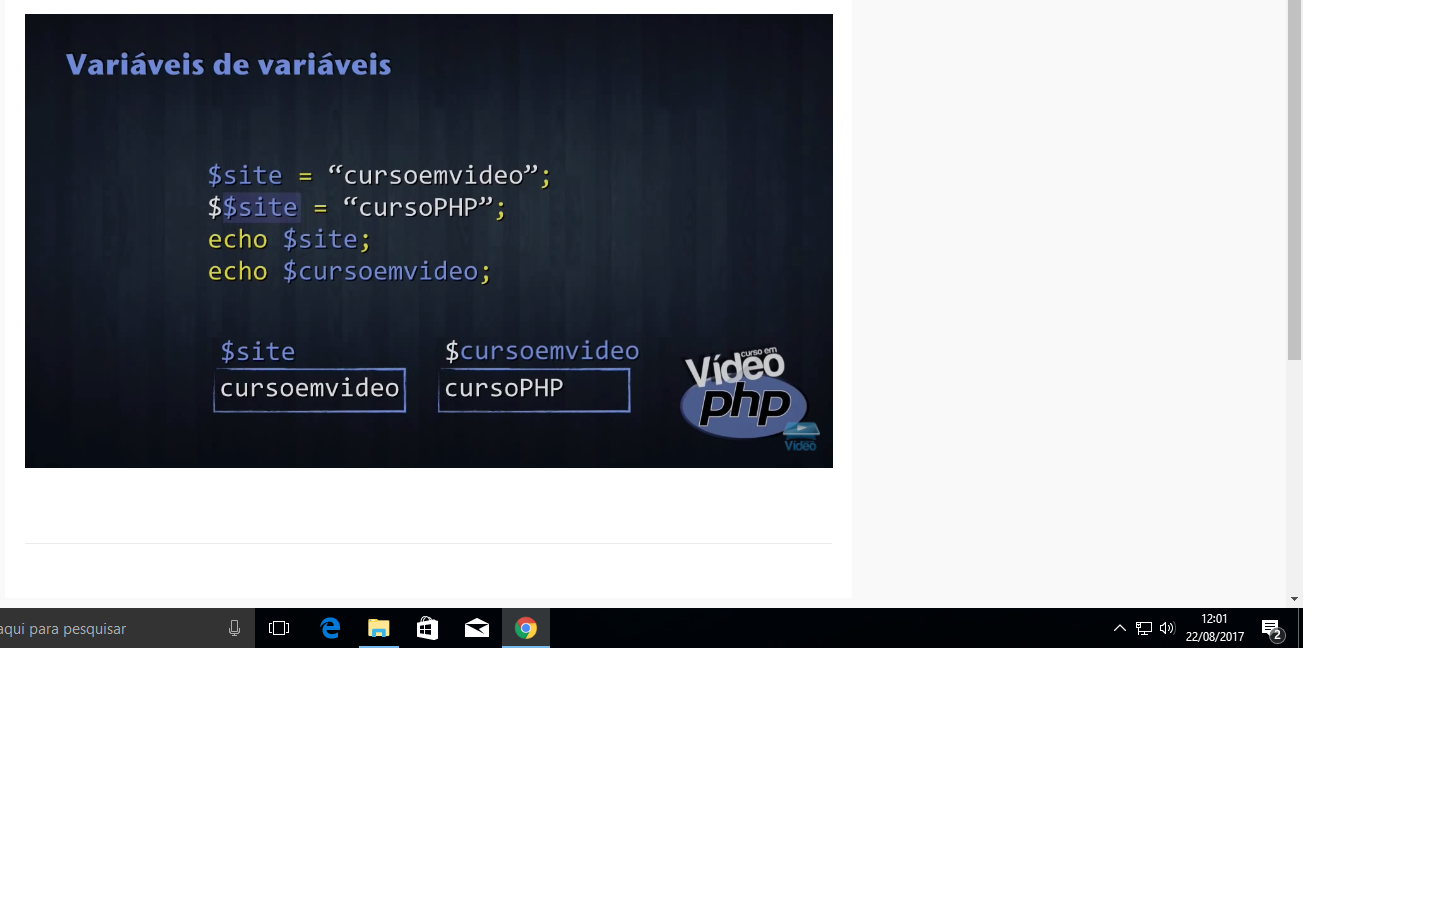 Variáveis de variáveis
$site = “cursoemvideo”;
$$site = “cursoPHP”;
echo $site;
echo $cursoemvideo;
$site $cursoemvideo
cursoemvideo cursoPHP
curso em
Vídeo
php
Vídeo
aqui para pesquisar
12:01
22/08/2017
2